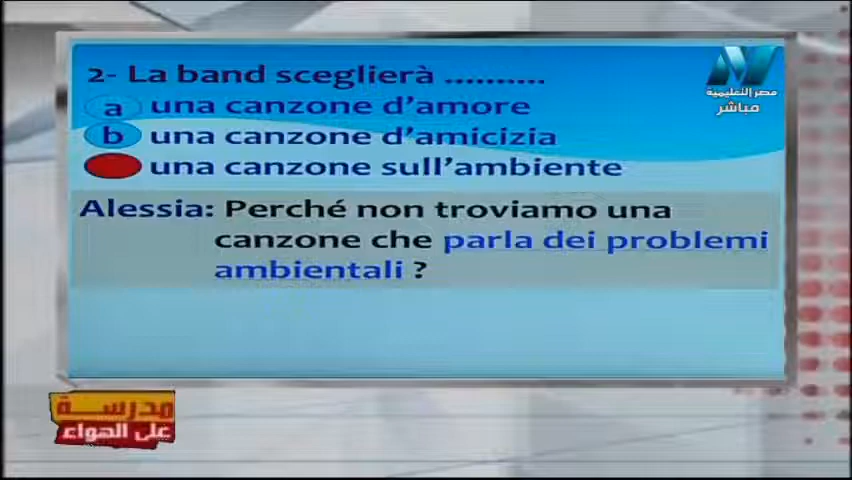 2- La band sceglierà ..........
a una canzone d'amore
b una canzone d'amicizia
una canzone sull'ambiente
Alessia: Perché non troviamo una
canzone che parla dei problemi
ambientali ?
مصر التعليمية
مباشر
مدرسة
على الهواء